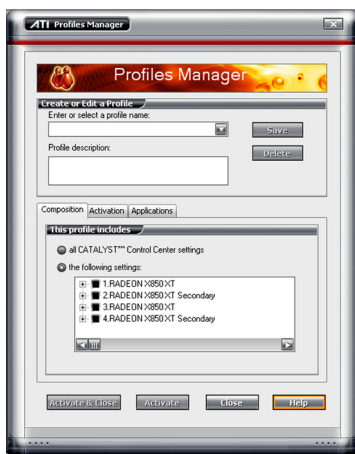 ATI Profiles Manager
Profiles Manager
Create or Edit a Profile
Enter or select a profile name:
Save
Profile description:
Delete
Composition Activation Applications
This profile includes
all CATALYST™ Control Center settings
the following settings:
1.RADEON X850 XT
2.RADEON X850 XT Secondary
3.RADEON X850 XT
4.RADEON X850 XT Secondary
Activate & Close Activate Close Help